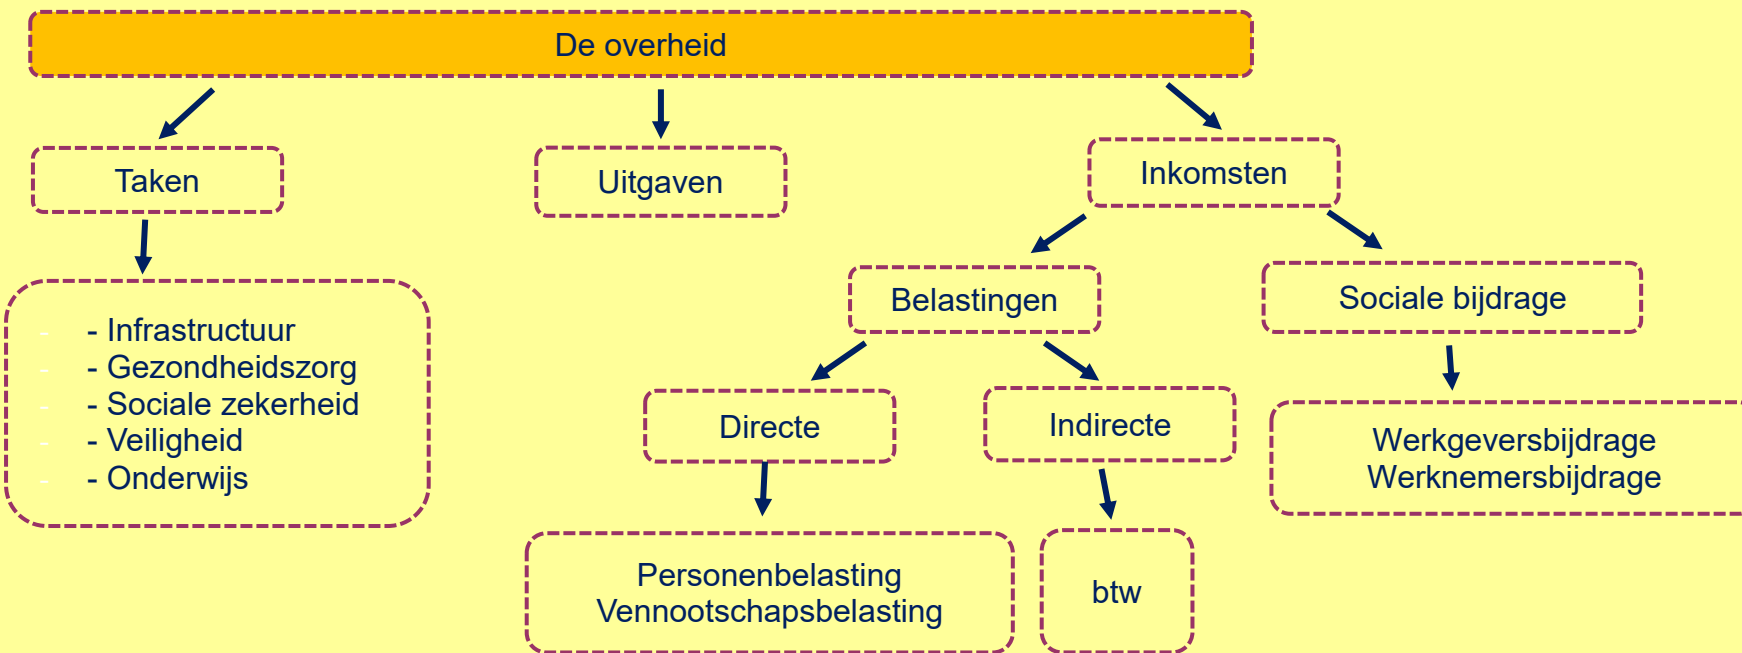 De overheid
Taken
Uitgaven
Inkomsten
Belastingen
Sociale bijdrage
- Infrastructuur
- Gezondheidszorg
- Sociale zekerheid
- Veiligheid
- Onderwijs
Directe
Indirecte
Werkgeversbijdrage
Werknemersbijdrage
Personenbelasting
Vennootschapsbelasting
btw